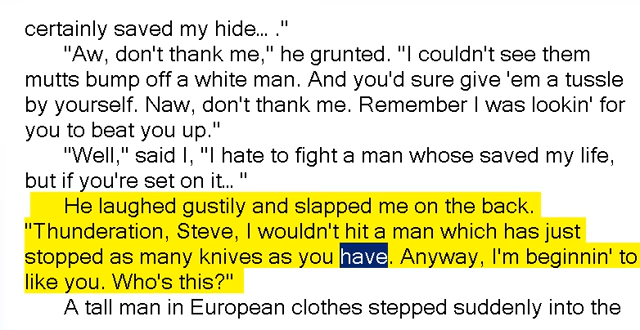 certainly saved my hide... ."
"Aw, don't thank me," he grunted. "I couldn't see them
mutts bump off a white man. And you'd sure give 'em a tussle
by yourself. Naw, don't thank me. Remember I was lookin' for
you to beat you up."
"Well," said I, "I hate to fight a man whose saved my life,
but if you're set on it... "
He laughed gustily and slapped me on the back.
"Thunderation, Steve, I wouldn't hit a man which has just
stopped as many knives as you have. Anyway, I'm beginnin' to
like you. Who's this?"
A tall man in European clothes stepped suddenly into the